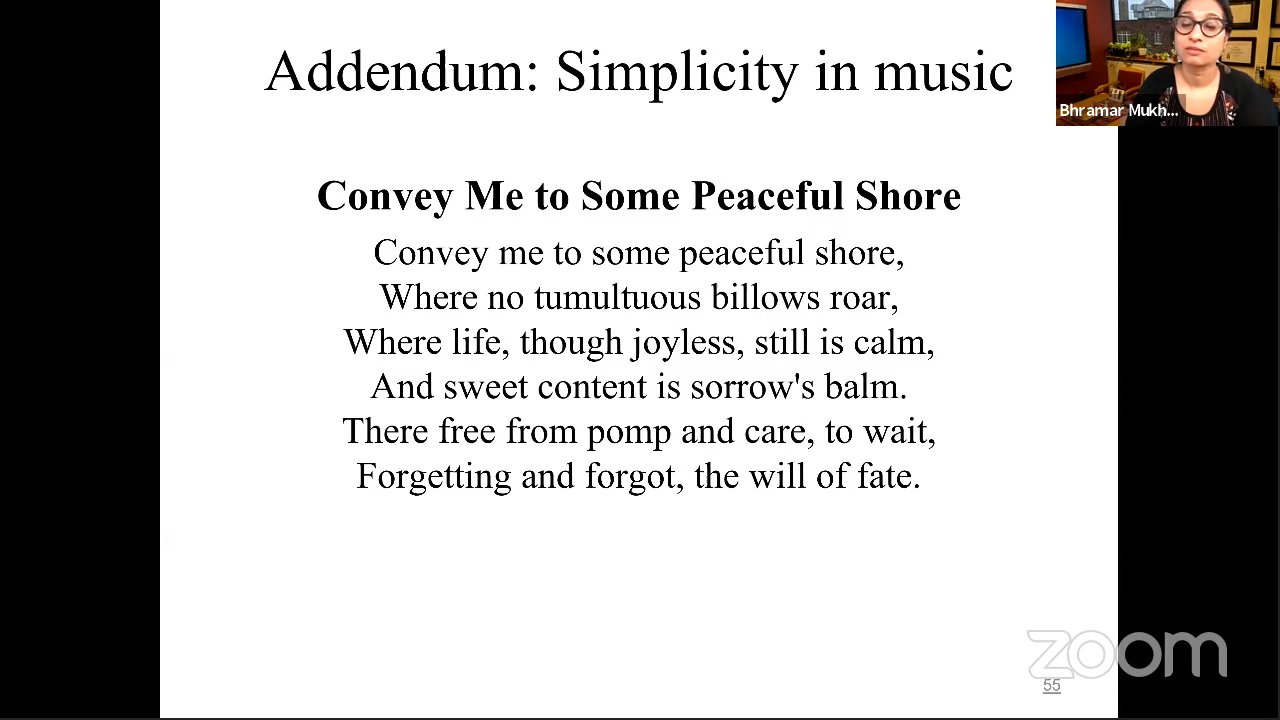 Addendum: Simplicity in music
Bhramar Mukh...
Convey Me to Some Peaceful Shore
Convey me to some peaceful shore,
Where no tumultuous billows roar,
Where life, though joyless, still is calm,
And sweet content is sorrow's balm.
There free from pomp and care, to wait,
Forgetting and forgot, the will of fate.
zoom
55